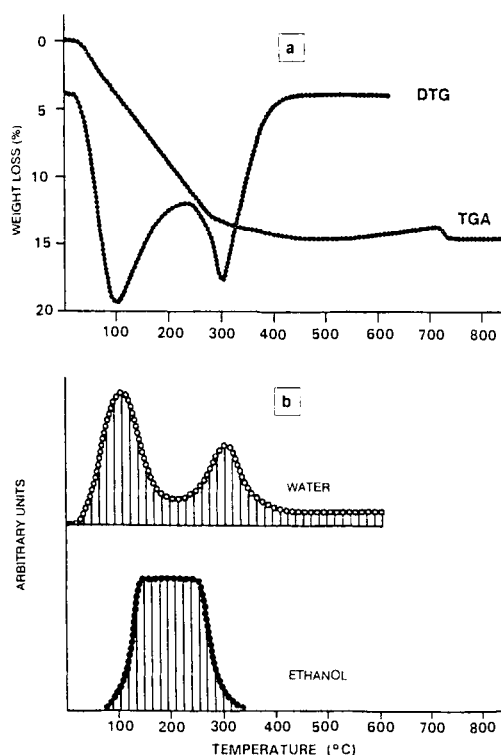 a
0
5
10
15
20
WEIGHT LOSS (%)
DTG
TGA
100 200 300 400 500 600 700 800
TEMPERATURE (°C)
b
ARBITRARY UNITS
WATER
ETHANOL
100 200 300 400 500 600 700 800
TEMPERATURE (°C)